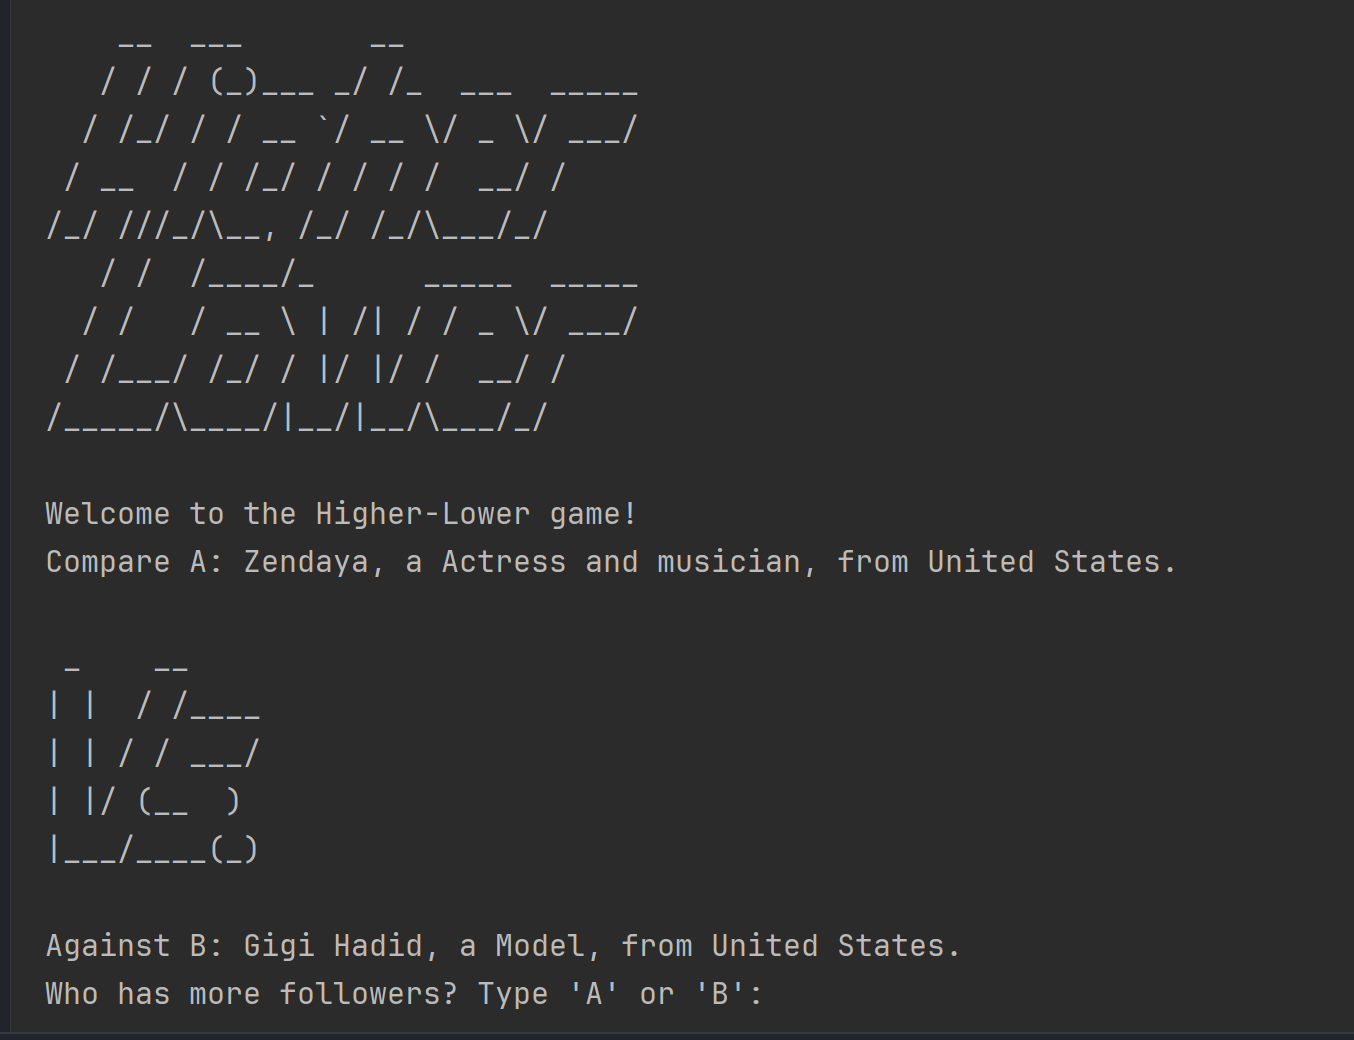 __  ___       __
   / / / (_)___ _/ /_  ___  _____
  / /_/ / / __ `/ __ \/ _ \/ ___/
 / __  / / /_/ / / / /  __/ /
/_/ ///_/\__, /_/ /_/\___/_/
   / /  /____/_      _____  _____
  / /   / __ \ | /| / / _ \/ ___/
 / /___/ /_/ / |/ |/ /  __/ /
/_____/\____/|__/|__/\___/_/
Welcome to the Higher-Lower game!
Compare A: Zendaya, a Actress and musician, from United States.
 _    __
| |  / /____
| | / / ___/
| |/ (__  )
|___/____(_)
Against B: Gigi Hadid, a Model, from United States.
Who has more followers? Type 'A' or 'B':